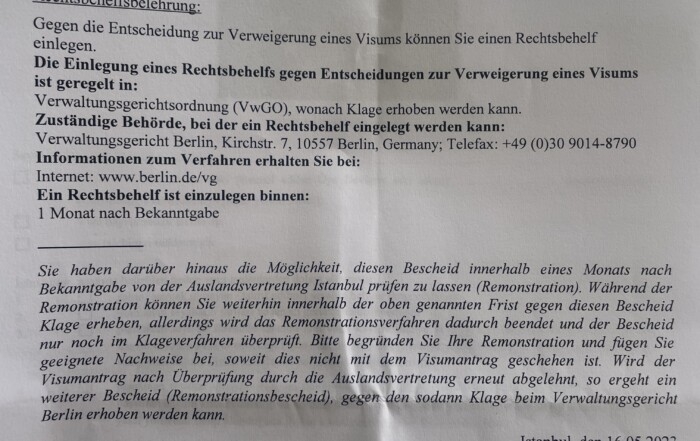 Rechtsbehelfsbelehrung:
Gegen die Entscheidung zur Verweigerung eines Visums können Sie einen Rechtsbehelf
einlegen.
Die Einlegung eines Rechtsbehelfs gegen Entscheidungen zur Verweigerung eines Visums
ist geregelt in:
Verwaltungsgerichtsordnung (VwGO), wonach Klage erhoben werden kann.
Zuständige Behörde, bei der ein Rechtsbehelf eingelegt werden kann:
Verwaltungsgericht Berlin, Kirchstr. 7, 10557 Berlin, Germany; Telefax: +49 (0)30 9014-8790
Informationen zum Verfahren erhalten Sie bei:
Internet: www.berlin.de/vg
Ein Rechtsbehelf ist einzulegen binnen:
1 Monat nach Bekanntgabe
Sie haben darüber hinaus die Möglichkeit, diesen Bescheid innerhalb eines Monats nach
Bekanntgabe von der Auslandsvertretung Istanbul prüfen zu lassen (Remonstration). Während der
Remonstration können Sie weiterhin innerhalb der oben genannten Frist gegen diesen Bescheid
Klage erheben, allerdings wird das Remonstrationsverfahren dadurch beendet und der Bescheid
nur noch im Klageverfahren überprüft. Bitte begründen Sie Ihre Remonstration und fügen Sie
geeignete Nachweise bei, soweit dies nicht mit dem Visumantrag geschehen ist. Wird der
Visumantrag nach Überprüfung durch die Auslandsvertretung erneut abgelehnt, so ergeht ein
weiterer Bescheid (Remonstrationsbescheid), gegen den sodann Klage beim Verwaltungsgericht
Berlin erhoben werden kann.
Istanbul, den 16.05.2022